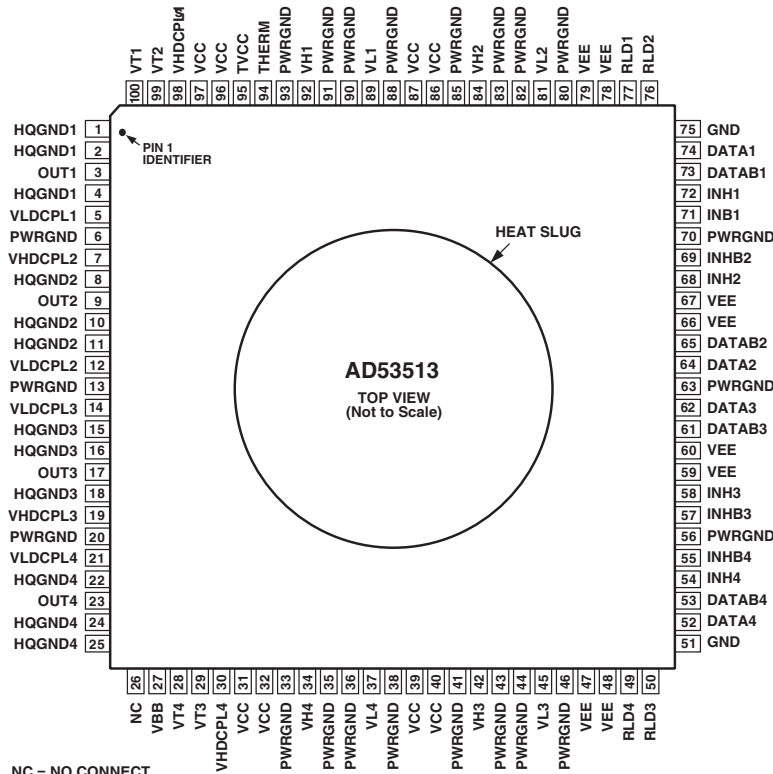 VT1
VT2
VHDCPL1
VCC
VCC
TVCC
THERM
PWRGND
VH1
PWRGND
PWRGND
VL1
PWRGND
VCC
VCC
PWRGND
VH2
PWRGND
PWRGND
VL2
PWRGND
VEE
VEE
RLD1
RLD2
100 99 98 97 96 95 94 93 92 91 90 89 88 87 86 85 84 83 82 81 80 79 78 77 76
HQGND1 1
HQGND1 2
OUT1 3
HQGND1 4
VLDCPL1 5
PWRGND 6
VHDCPL2 7
HQGND2 8
OUT2 9
HQGND2 10
HQGND2 11
VLDCPL2 12
PWRGND 13
VLDCPL3 14
HQGND3 15
HQGND3 16
OUT3 17
HQGND3 18
VHDCPL3 19
PWRGND 20
VLDCPL4 21
HQGND4 22
OUT4 23
HQGND4 24
HQGND4 25
PIN 1
IDENTIFIER
HEAT SLUG
AD53513
TOP VIEW
(Not to Scale)
75 GND
74 DATA1
73 DATAB1
72 INH1
71 INB1
70 PWRGND
69 INHB2
68 INH2
67 VEE
66 VEE
65 DATAB2
64 DATA2
63 PWRGND
62 DATA3
61 DATAB3
60 VEE
59 VEE
58 INH3
57 INHB3
56 PWRGND
55 INHB4
54 INH4
53 DATAB4
52 DATA4
51 GND
26 27 28 29 30 31 32 33 34 35 36 37 38 39 40 41 42 43 44 45 46 47 48 49 50
NC
VBB
VT4
VT3
VHDCPL4
VCC
VCC
PWRGND
VH4
PWRGND
PWRGND
VL4
PWRGND
VCC
VCC
PWRGND
VH3
PWRGND
PWRGND
VL3
PWRGND
VEE
VEE
RLD4
RLD3
NC = NO CONNECT